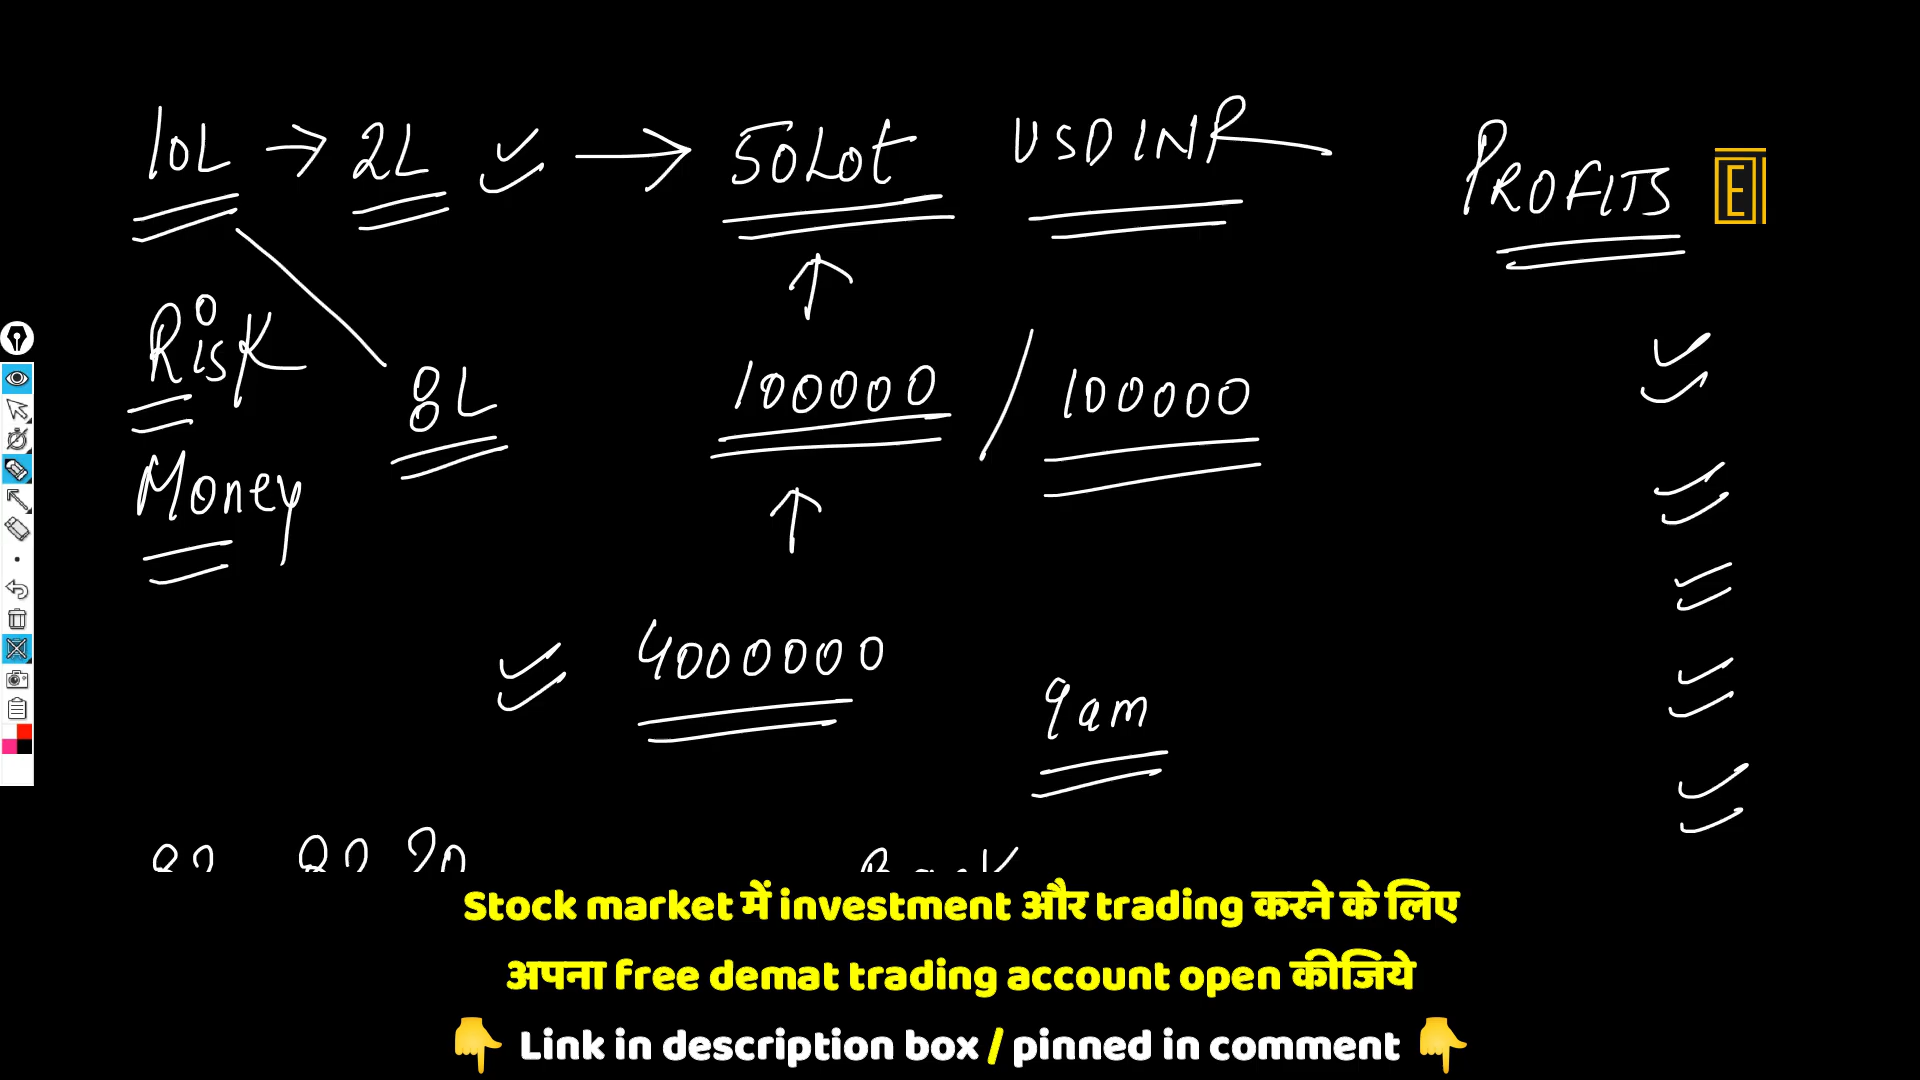 10L → 2L → 50Lot USDINR PROFITS E
Risk
8L 100000 / 100000
Money
4000000
9am
Stock market में investment और trading करने के लिए
अपना free demat trading account open कीजिये
👇 Link in description box / pinned in comment 👇